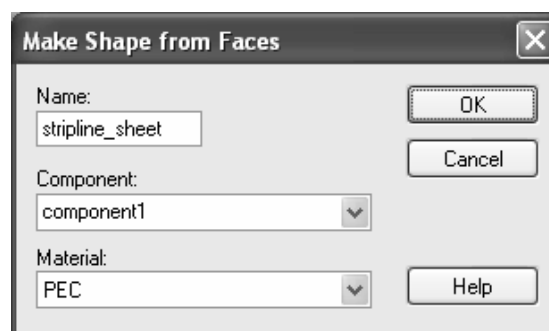 Make Shape from Faces
Name:
stripline_sheet
OK
Cancel
Component:
component1
Material:
PEC
Help